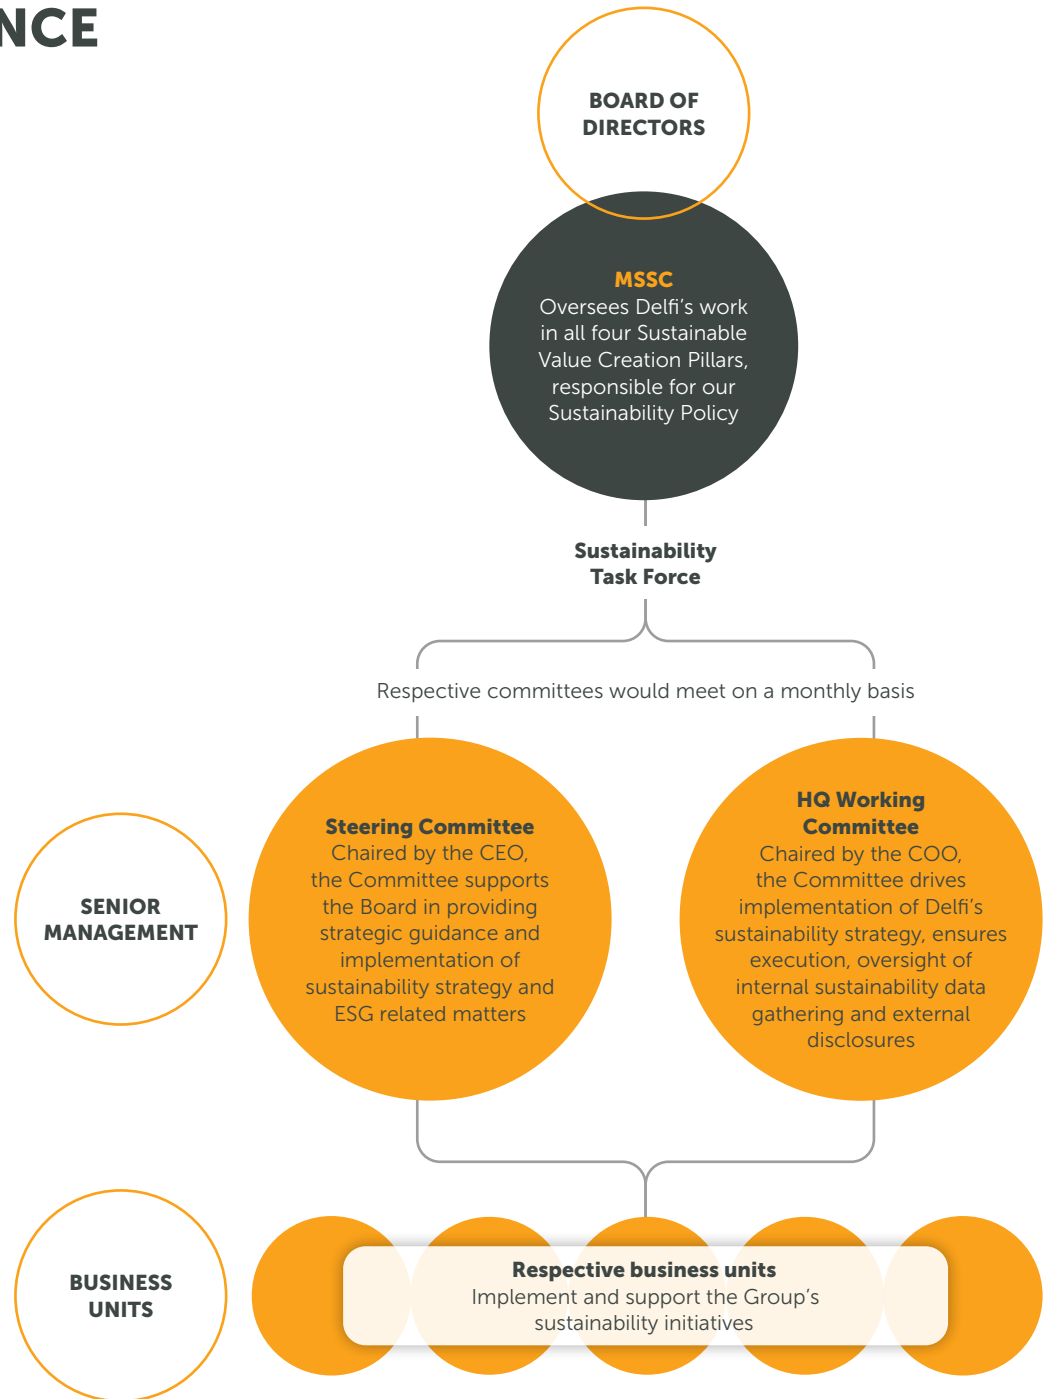 NCE
BOARD OF
DIRECTORS
MSSC
Oversees Delfi’s work
in all four Sustainable
Value Creation Pillars,
responsible for our
Sustainability Policy
Sustainability
Task Force
Respective committees would meet on a monthly basis
SENIOR
MANAGEMENT
Steering Committee
Chaired by the CEO,
the Committee supports
the Board in providing
strategic guidance and
implementation of
sustainability strategy and
ESG related matters
HQ Working
Committee
Chaired by the COO,
the Committee drives
implementation of Delfi’s
sustainability strategy, ensures
execution, oversight of
internal sustainability data
gathering and external
disclosures
BUSINESS
UNITS
Respective business units
Implement and support the Group’s
sustainability initiatives